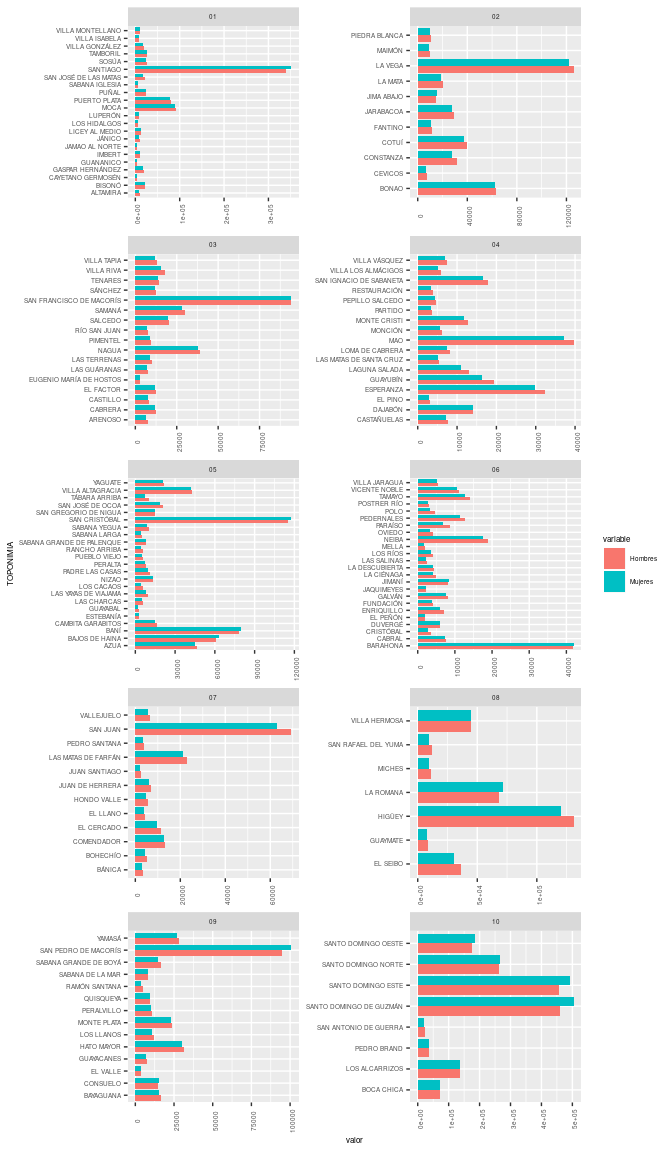 01
VILLA MONTELLANO
VILLA ISABELA
VILLA GONZÁLEZ
TAMBORIL
SOSÚA
SANTIAGO
SAN JOSÉ DE LAS MATAS
SABANA IGLESIA
PUÑAL
PUERTO PLATA
MOCA
LUPERÓN
LOS HIDALGOS
LICEY AL MEDIO
JÁNICO
JAMAO AL NORTE
IMBERT
GUANANICO
GASPAR HERNÁNDEZ
CAYETANO GERMOSÉN
BISONÓ
ALTAMIRA
0e+00
1e+05
2e+05
3e+05
02
PIEDRA BLANCA
MAIMÓN
LA VEGA
LA MATA
JIMA ABAJO
JARABACOA
FANTINO
COTUÍ
CONSTANZA
CEVICOS
BONAO
0
40000
80000
120000
03
VILLA TAPIA
VILLA RIVA
TENARES
SÁNCHEZ
SAN FRANCISCO DE MACORÍS
SAMANÁ
SALCEDO
RÍO SAN JUAN
PIMENTEL
NAGUA
LAS TERRENAS
LAS GUÁRANAS
EUGENIO MARÍA DE HOSTOS
EL FACTOR
CASTILLO
CABRERA
ARENOSO
0
25000
50000
75000
04
VILLA VÁSQUEZ
VILLA LOS ALMÁCIGOS
SAN IGNACIO DE SABANETA
RESTAURACIÓN
PEPILLO SALCEDO
PARTIDO
MONTE CRISTI
MONCIÓN
MAO
LOMA DE CABRERA
LAS MATAS DE SANTA CRUZ
LAGUNA SALADA
GUAYUBÍN
ESPERANZA
EL PINO
DAJABÓN
CASTAÑUELAS
0
10000
20000
30000
40000
05
YAGUATE
VILLA ALTAGRACIA
TÁBARA ARRIBA
SAN JOSÉ DE OCOA
SAN GREGORIO DE NIGUA
SAN CRISTÓBAL
SABANA YEGUA
SABANA LARGA
SABANA GRANDE DE PALENQUE
RANCHO ARRIBA
PUEBLO VIEJO
PERALTA
PADRE LAS CASAS
NIZAO
LOS CACAOS
LAS YAYAS DE VIAJAMA
LAS CHARCAS
GUAYABAL
ESTEBANÍA
CAMBITA GARABITOS
BANÍ
BAJOS DE HAINA
AZUA
0
30000
60000
90000
120000
06
VILLA JARAGUA
VICENTE NOBLE
TAMAYO
POSTRER RÍO
POLO
PEDERNALES
PARAÍSO
OVIEDO
NEIBA
MELLA
LOS RÍOS
LAS SALINAS
LA DESCUBIERTA
LA CIÉNAGA
JIMANÍ
JAQUIMEYES
GALVÁN
FUNDACIÓN
ENRIQUILLO
EL PEÑÓN
DUVERGÉ
CRISTÓBAL
CABRAL
BARAHONA
0
10000
20000
30000
40000
07
VALLEJUELO
SAN JUAN
PEDRO SANTANA
LAS MATAS DE FARFÁN
JUAN SANTIAGO
JUAN DE HERRERA
HONDO VALLE
EL LLANO
EL CERCADO
COMENDADOR
BOHECHÍO
BÁNICA
0
20000
40000
60000
08
VILLA HERMOSA
SAN RAFAEL DEL YUMA
MICHES
LA ROMANA
HIGÜEY
GUAYMATE
EL SEIBO
0e+00
5e+04
1e+05
09
YAMASÁ
SAN PEDRO DE MACORÍS
SABANA GRANDE DE BOYÁ
SABANA DE LA MAR
RAMÓN SANTANA
QUISQUEYA
PERALVILLO
MONTE PLATA
LOS LLANOS
HATO MAYOR
GUAYACANES
EL VALLE
CONSUELO
BAYAGUANA
0
25000
50000
75000
100000
10
SANTO DOMINGO OESTE
SANTO DOMINGO NORTE
SANTO DOMINGO ESTE
SANTO DOMINGO DE GUZMÁN
SAN ANTONIO DE GUERRA
PEDRO BRAND
LOS ALCARRIZOS
BOCA CHICA
0e+00
1e+05
2e+05
3e+05
4e+05
5e+05
TOPONIMIA
valor
variable
Hombres
Mujeres